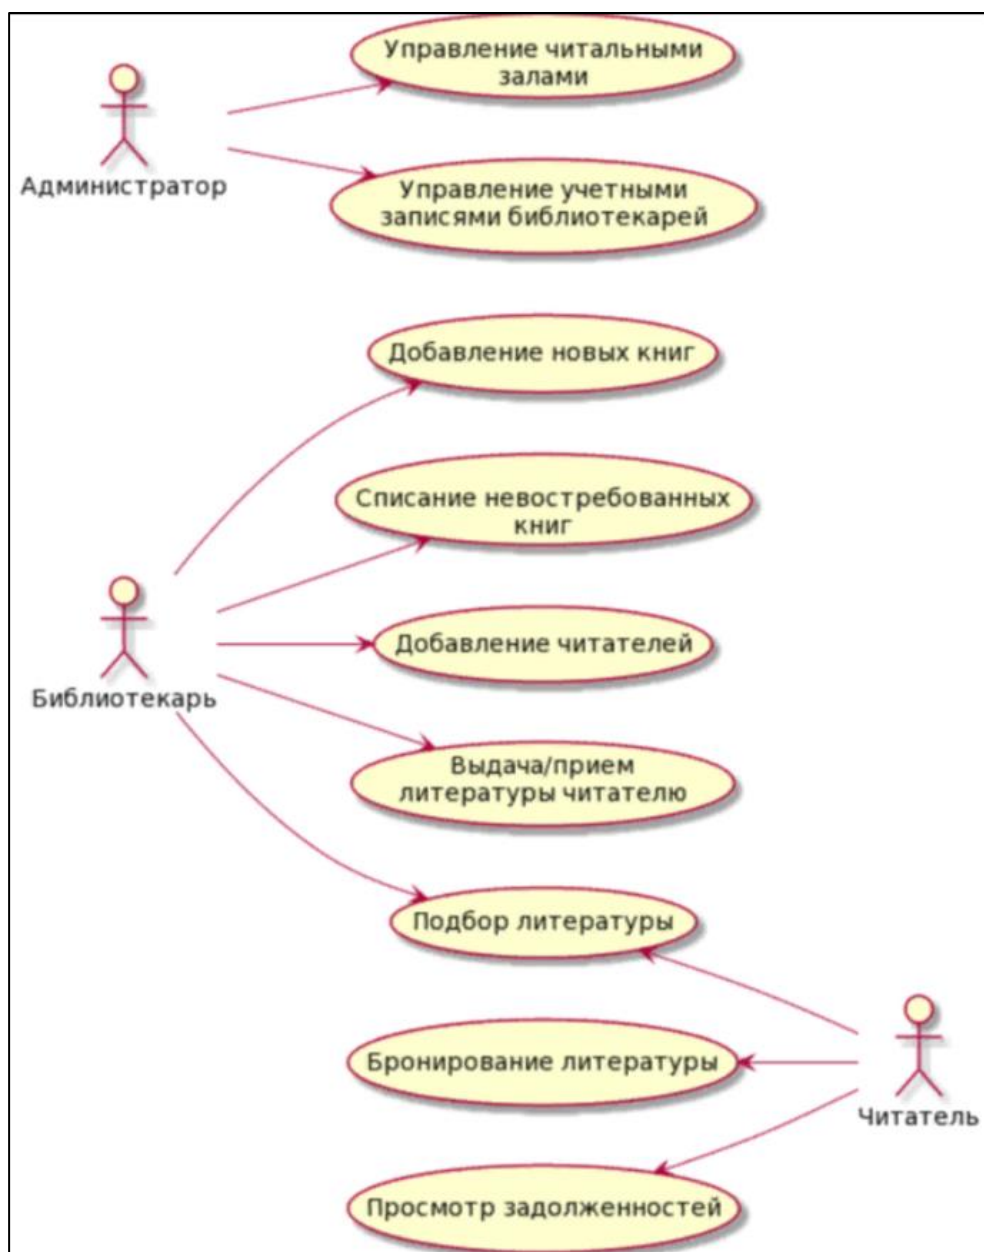 Управление читальными
залами
Администратор
Управление учетными
записями библиотекарей
Добавление новых книг
Списание невостребованных
книг
Добавление читателей
Библиотекарь
Выдача/прием
литературы читателю
Подбор литературы
Бронирование литературы
Читатель
Просмотр задолженностей